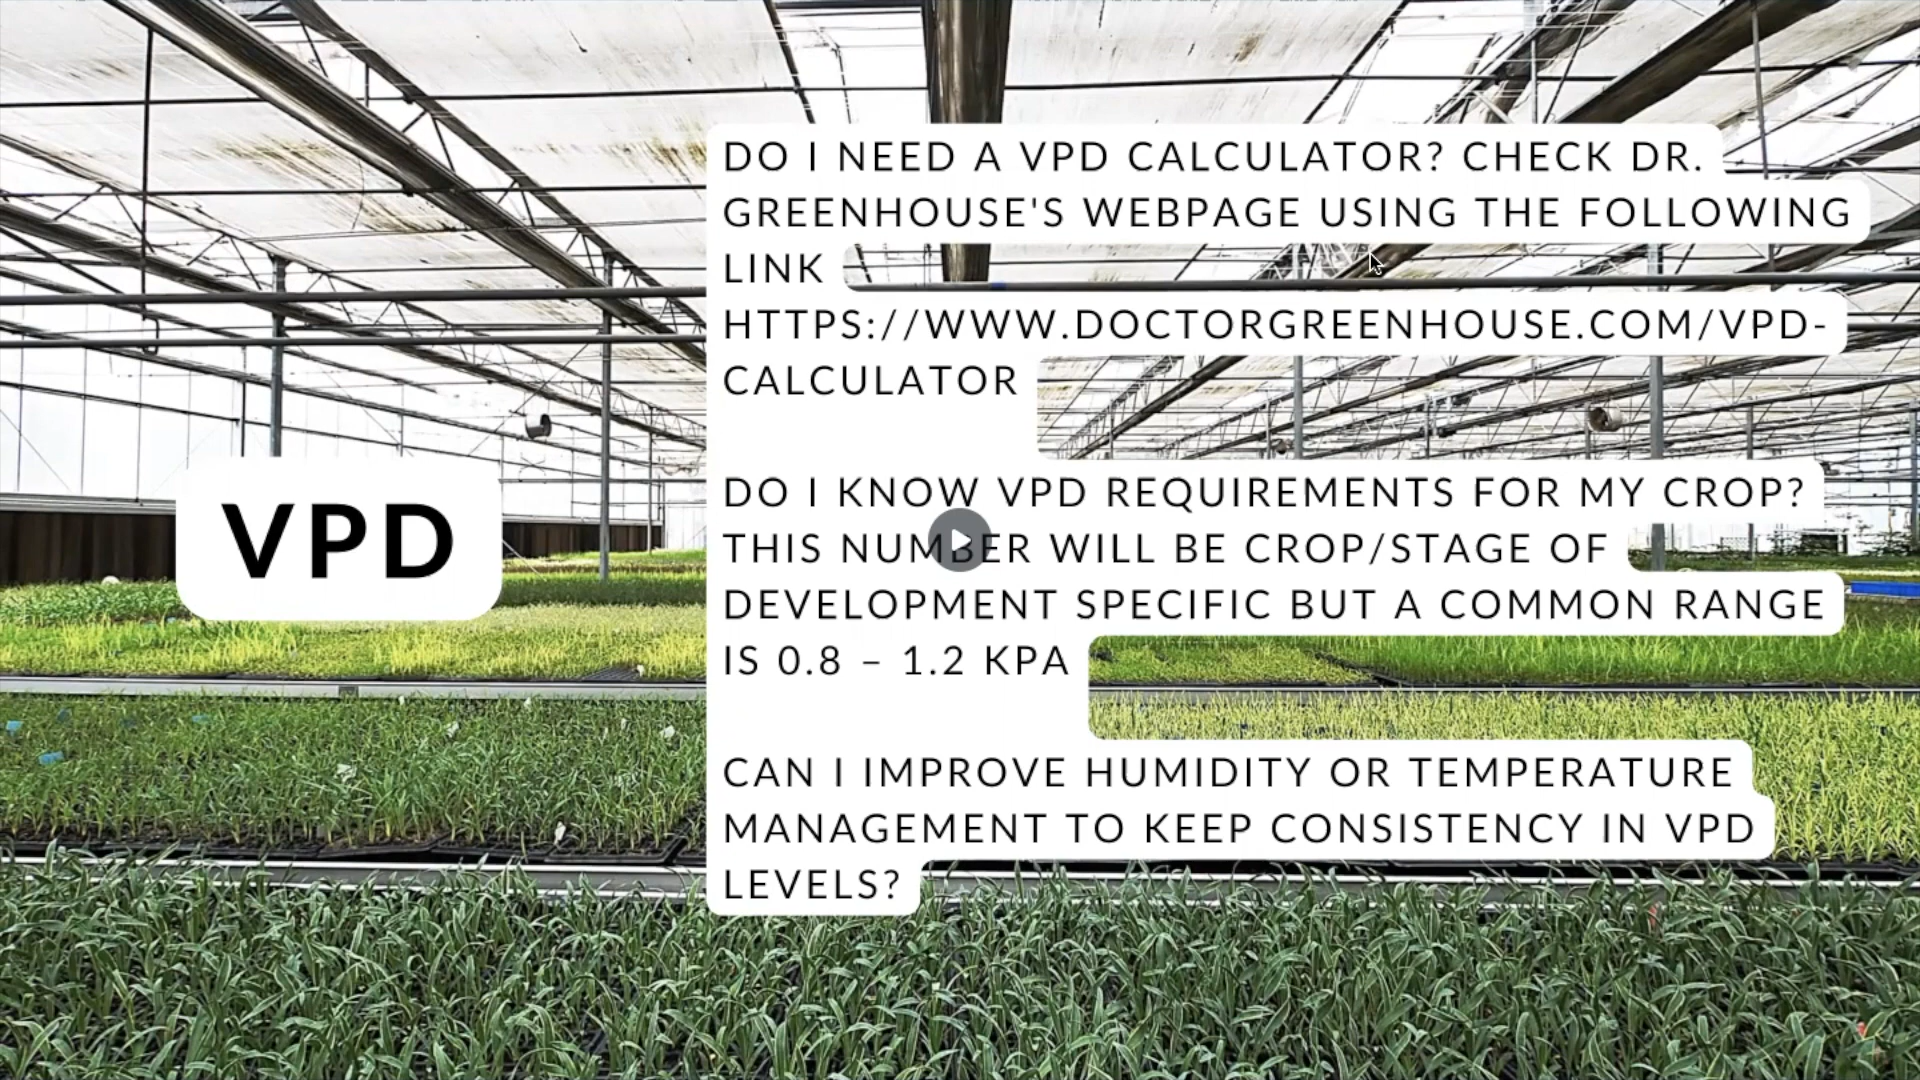 VPD
DO I NEED A VPD CALCULATOR? CHECK DR.
GREENHOUSE'S WEBPAGE USING THE FOLLOWING
LINK
HTTPS://WWW.DOCTORGREENHOUSE.COM/VPD-
CALCULATOR
DO I KNOW VPD REQUIREMENTS FOR MY CROP?
THIS NUMBER WILL BE CROP/STAGE OF
DEVELOPMENT SPECIFIC BUT A COMMON RANGE
IS 0.8 – 1.2 KPA
CAN I IMPROVE HUMIDITY OR TEMPERATURE
MANAGEMENT TO KEEP CONSISTENCY IN VPD
LEVELS?